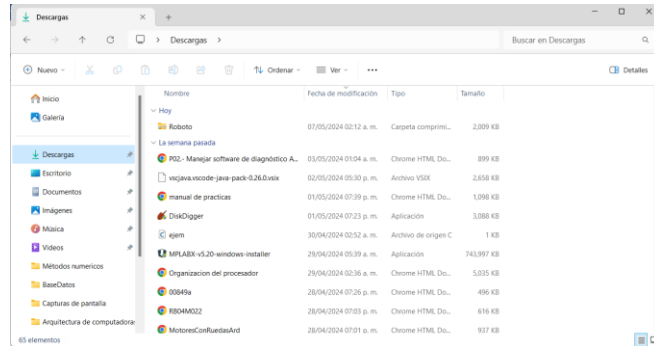 Descargas
Descargas
Buscar en Descargas
Nuevo
Ordenar
Ver
Detalles
Inicio
Galería
Descargas
Escritorio
Documentos
Imágenes
Música
Videos
Métodos numericos
BaseDatos
Capturas de pantalla
Arquitectura de computadora
Nombre Fecha de modificación Tipo Tamaño
Hoy
Roboto 07/05/2024 02:12 a. m. Carpeta comprimi... 2,009 KB
La semana pasada
P02.- Manejar software de diagnóstico A... 03/05/2024 01:04 a. m. Chrome HTML Do... 899 KB
vscjava.vscode-java-pack-0.26.0.vsix 02/05/2024 05:30 p. m. Archivo VSIX 2,658 KB
manual de practicas 01/05/2024 07:39 p. m. Chrome HTML Do... 1,098 KB
DiskDigger 01/05/2024 07:23 p. m. Aplicación 3,088 KB
ejem 30/04/2024 02:52 a. m. Archivo de origen C 1 KB
MPLABX-v5.20-windows-installer 29/04/2024 05:39 a. m. Aplicación 743,997 KB
Organizacion del procesador 29/04/2024 02:36 a. m. Chrome HTML Do... 5,035 KB
00849a 28/04/2024 07:26 p. m. Chrome HTML Do... 496 KB
R804M022 28/04/2024 07:03 p. m. Chrome HTML Do... 616 KB
MotoresConRuedasArd 28/04/2024 07:01 p. m. Chrome HTML Do... 937 KB
65 elementos